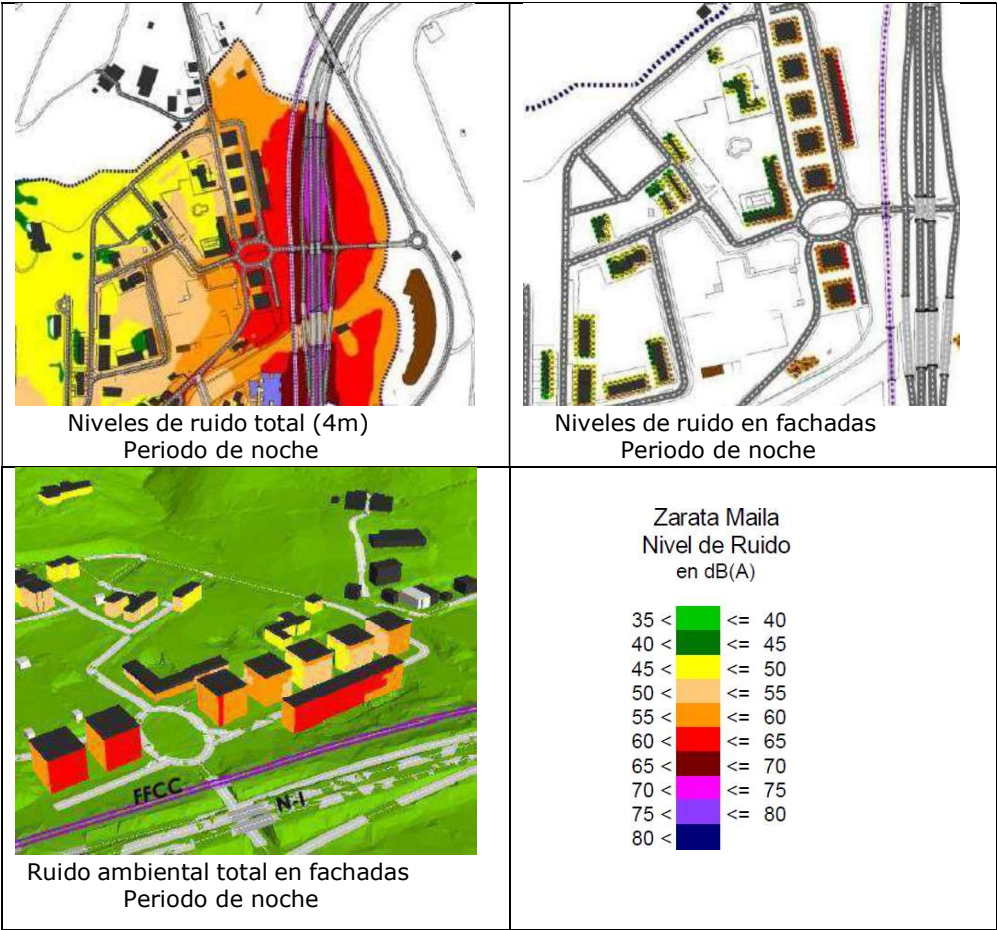 Niveles de ruido total (4m)
Periodo de noche
Niveles de ruido en fachadas
Periodo de noche
FFCC
N-I
Ruido ambiental total en fachadas
Periodo de noche
Zarata Maila
Nivel de Ruido
en dB(A)
35 < <= 40
40 < <= 45
45 < <= 50
50 < <= 55
55 < <= 60
60 < <= 65
65 < <= 70
70 < <= 75
75 < <= 80
80 <